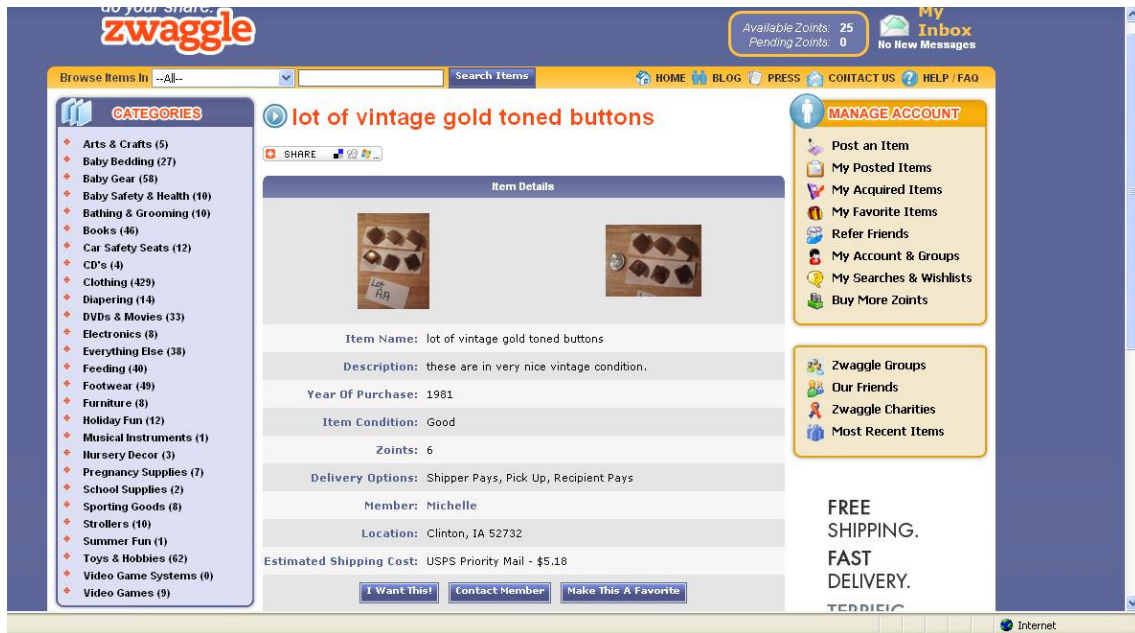 do your share.
zwaggle
Available Zoints: 25
Pending Zoints: 0
My
Inbox
No New Messages
Browse Items In --All--
Search Items
HOME BLOG PRESS CONTACT US HELP / FAQ
CATEGORIES
Arts & Crafts (5)
Baby Bedding (27)
Baby Gear (58)
Baby Safety & Health (10)
Bathing & Grooming (10)
Books (46)
Car Safety Seats (12)
CD's (4)
Clothing (429)
Diapering (14)
DVDs & Movies (33)
Electronics (8)
Everything Else (38)
Feeding (40)
Footwear (49)
Furniture (8)
Holiday Fun (12)
Musical Instruments (1)
Nursery Decor (3)
Pregnancy Supplies (7)
School Supplies (2)
Sporting Goods (8)
Strollers (10)
Summer Fun (1)
Toys & Hobbies (62)
Video Game Systems (0)
Video Games (9)
lot of vintage gold toned buttons
SHARE
Item Details
Lot
AA
Item Name: lot of vintage gold toned buttons
Description: these are in very nice vintage condition.
Year Of Purchase: 1981
Item Condition: Good
Zoints: 6
Delivery Options: Shipper Pays, Pick Up, Recipient Pays
Member: Michelle
Location: Clinton, IA 52732
Estimated Shipping Cost: USPS Priority Mail - $5.18
I Want This! Contact Member Make This A Favorite
MANAGE ACCOUNT
Post an Item
My Posted Items
My Acquired Items
My Favorite Items
Refer Friends
My Account & Groups
My Searches & Wishlists
Buy More Zoints
Zwaggle Groups
Our Friends
Zwaggle Charities
Most Recent Items
FREE
SHIPPING.
FAST
DELIVERY.
TERRIFIC
Internet